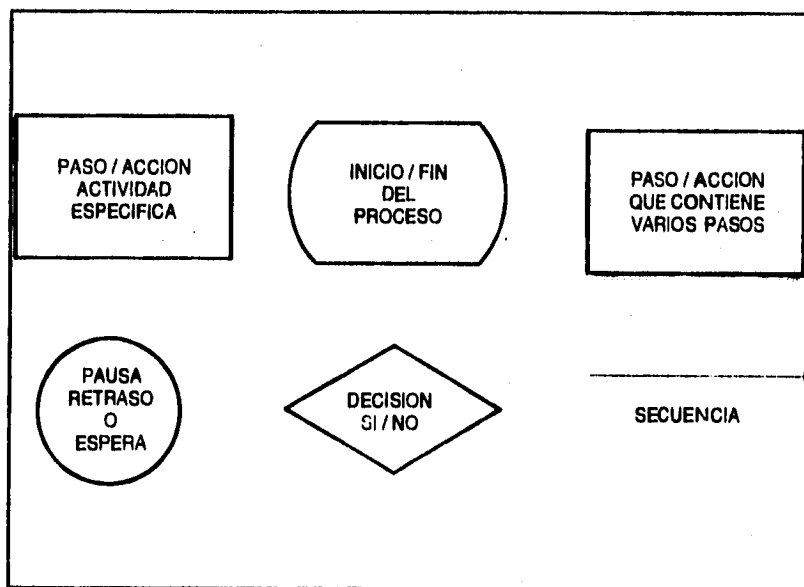 PASO / ACCION
ACTIVIDAD
ESPECIFICA
INICIO / FIN
DEL
PROCESO
PASO / ACCION
QUE CONTIENE
VARIOS PASOS
PAUSA
RETRASO
O
ESPERA
DECISION
SI / NO
SECUENCIA